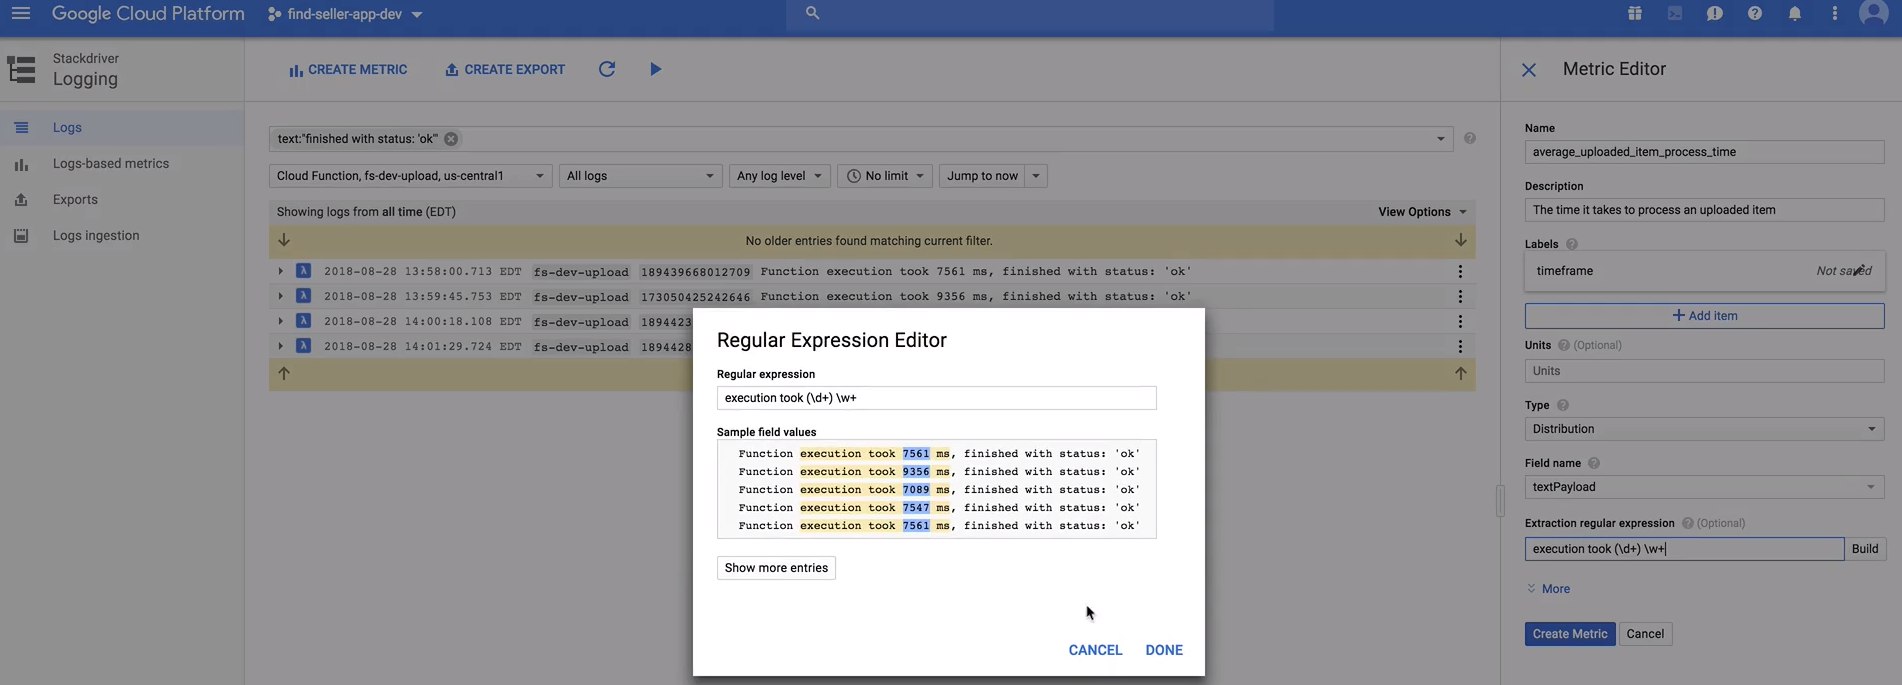 Google Cloud Platform
find-seller-app-dev
Stackdriver
Logging
Logs
Logs-based metrics
Exports
Logs ingestion
CREATE METRIC
CREATE EXPORT
text:"finished with status: 'ok'"
Cloud Function, fs-dev-upload, us-central1
All logs
Any log level
No limit
Jump to now
Showing logs from all time (EDT)
View Options
No older entries found matching current filter.
2018-08-28 13:58:00.713 EDT fs-dev-upload 189439668012709 Function execution took 7561 ms, finished with status: 'ok'
2018-08-28 13:59:45.753 EDT fs-dev-upload 173050425242646 Function execution took 9356 ms, finished with status: 'ok'
2018-08-28 14:00:18.108 EDT fs-dev-upload 1894423
2018-08-28 14:01:29.724 EDT fs-dev-upload 1894428
Regular Expression Editor
Regular expression
execution took (\d+) \w+
Sample field values
Function execution took 7561 ms, finished with status: 'ok'
Function execution took 9356 ms, finished with status: 'ok'
Function execution took 7089 ms, finished with status: 'ok'
Function execution took 7547 ms, finished with status: 'ok'
Function execution took 7561 ms, finished with status: 'ok'
Show more entries
CANCEL
DONE
Metric Editor
Name
average_uploaded_item_process_time
Description
The time it takes to process an uploaded item
Labels
timeframe
Not saved
Add item
Units (Optional)
Units
Type
Distribution
Field name
textPayload
Extraction regular expression (Optional)
execution took (\d+) \w+
Build
More
Create Metric
Cancel